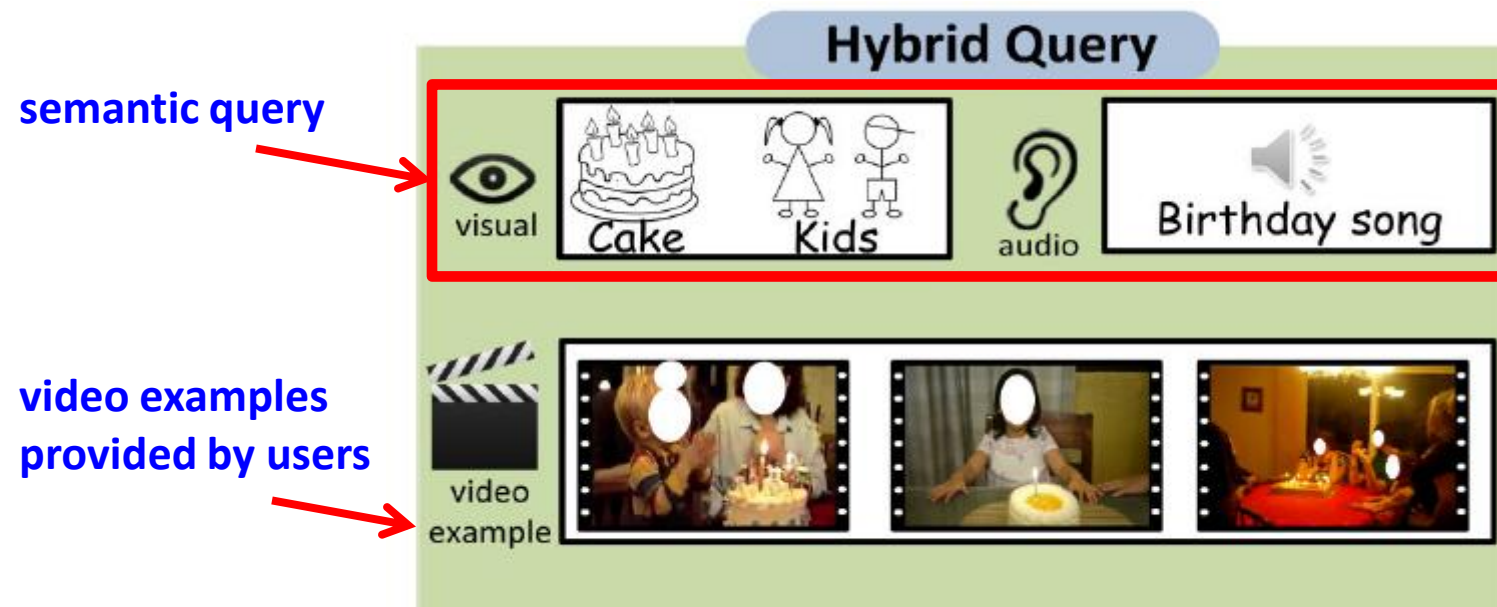 Hybrid Query
semantic query
visual
Cake
Kids
audio
Birthday song
video examples
provided by users
video
example